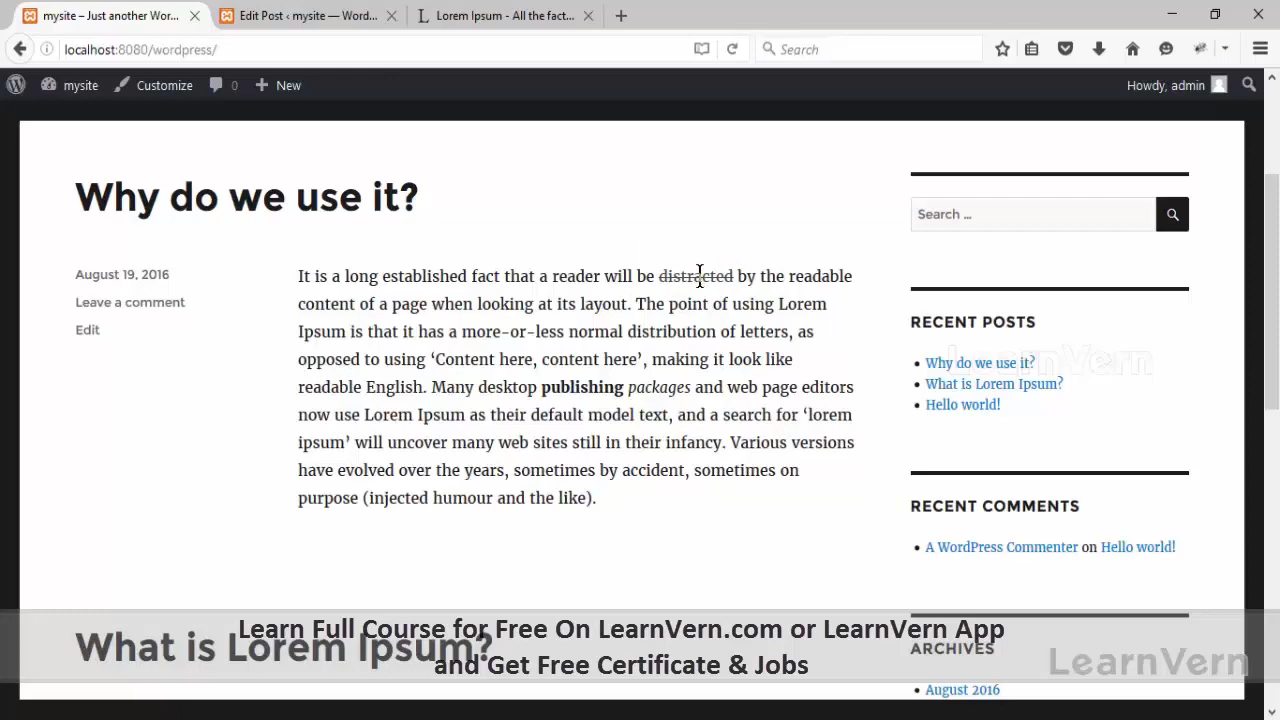 mysite – Just another Wor...
Edit Post ‹ mysite — Word...
Lorem Ipsum - All the fact...
localhost:8080/wordpress/
Search
mysite
Customize
0
New
Howdy, admin
Why do we use it?
August 19, 2016
Leave a comment
Edit
It is a long established fact that a reader will be distracted by the readable
content of a page when looking at its layout. The point of using Lorem
Ipsum is that it has a more-or-less normal distribution of letters, as
opposed to using ‘Content here, content here’, making it look like
readable English. Many desktop publishing packages and web page editors
now use Lorem Ipsum as their default model text, and a search for ‘lorem
ipsum’ will uncover many web sites still in their infancy. Various versions
have evolved over the years, sometimes by accident, sometimes on
purpose (injected humour and the like).
What is Lorem Ipsum?
Search …
RECENT POSTS
Why do we use it?
What is Lorem Ipsum?
Hello world!
LearnVern
RECENT COMMENTS
A WordPress Commenter on Hello world!
ARCHIVES
August 2016
Learn Full Course for Free On LearnVern.com or LearnVern App
and Get Free Certificate & Jobs
LearnVern